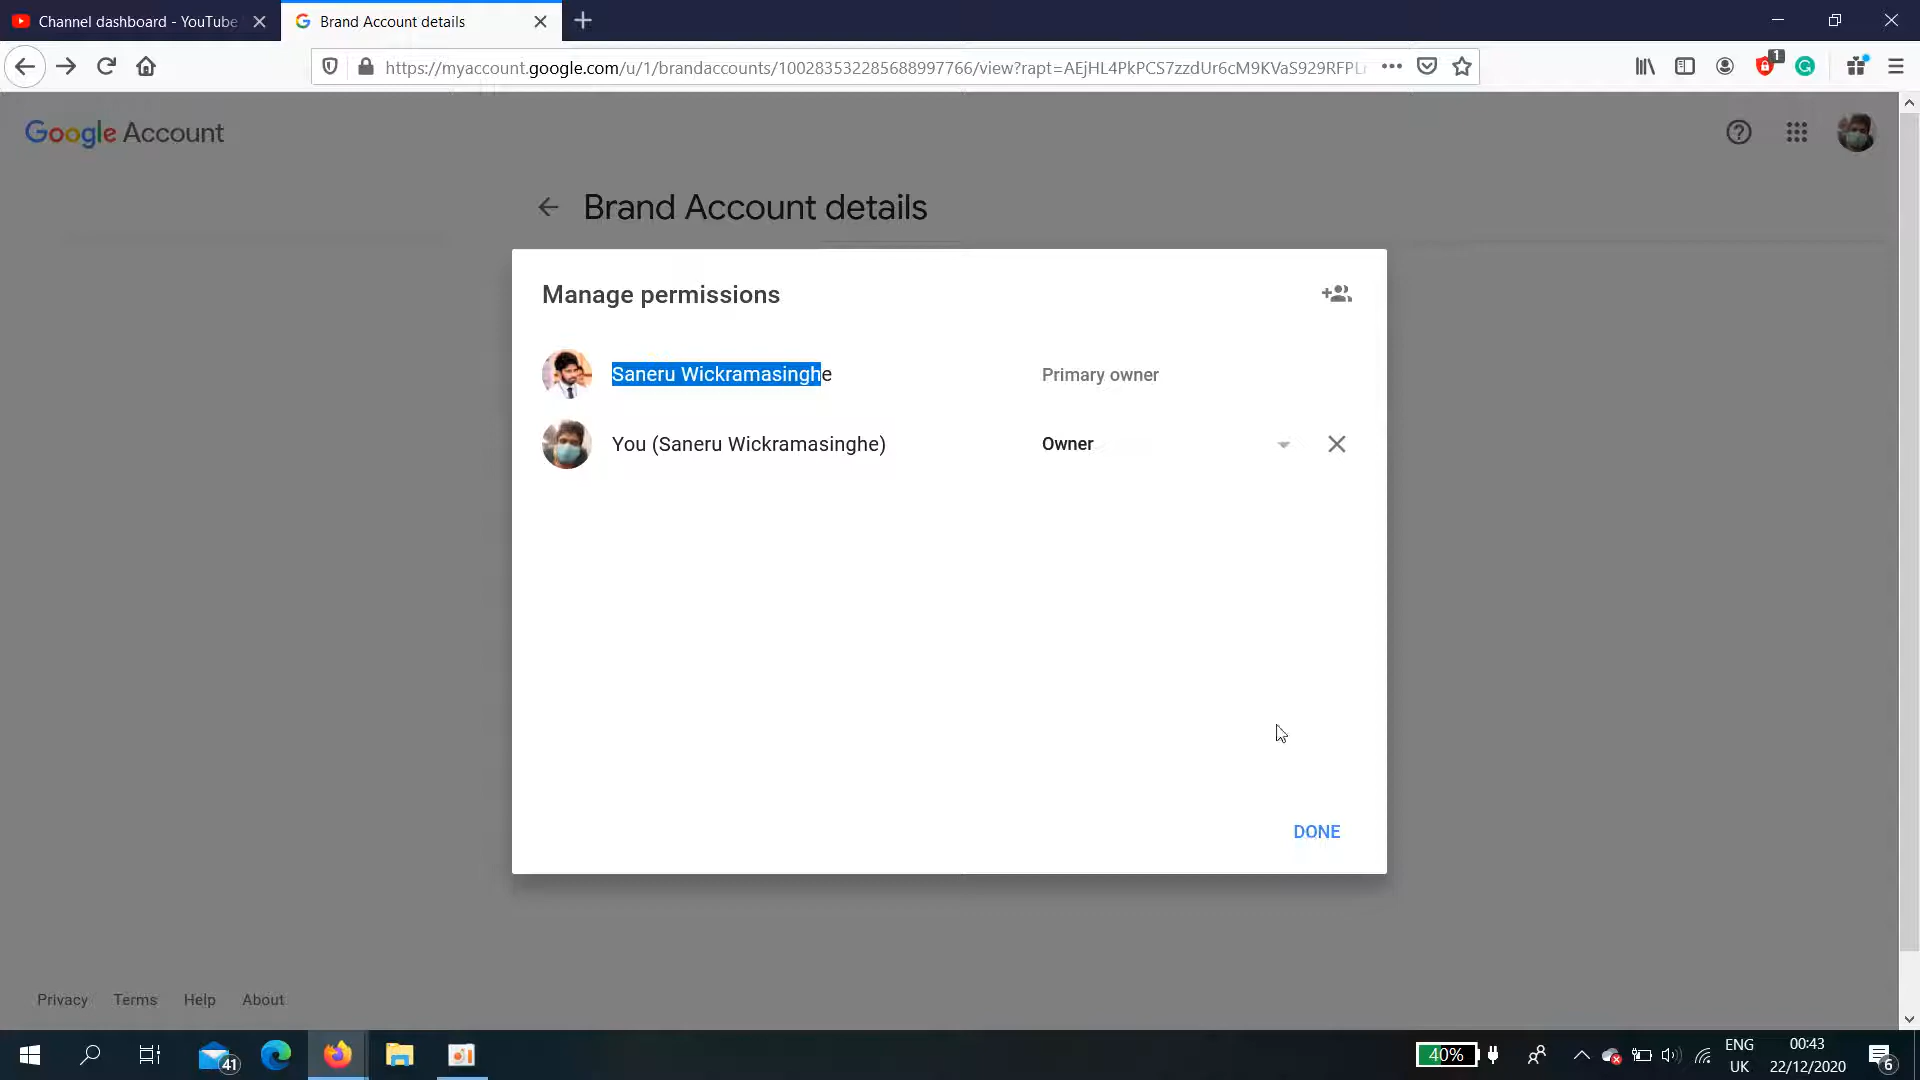 Channel dashboard - YouTube
Brand Account details
https://myaccount.google.com/u/1/brandaccounts/100283532285688997766/view?rapt=AEjHL4PkPCS7zzdUr6cM9KVaS929RFPL
1
Google Account
Brand Account details
Manage permissions
Saneru Wickramasinghe
Primary owner
You (Saneru Wickramasinghe)
Owner
DONE
Privacy
Terms
Help
About
41
40%
ENG
UK
00:43
22/12/2020
6